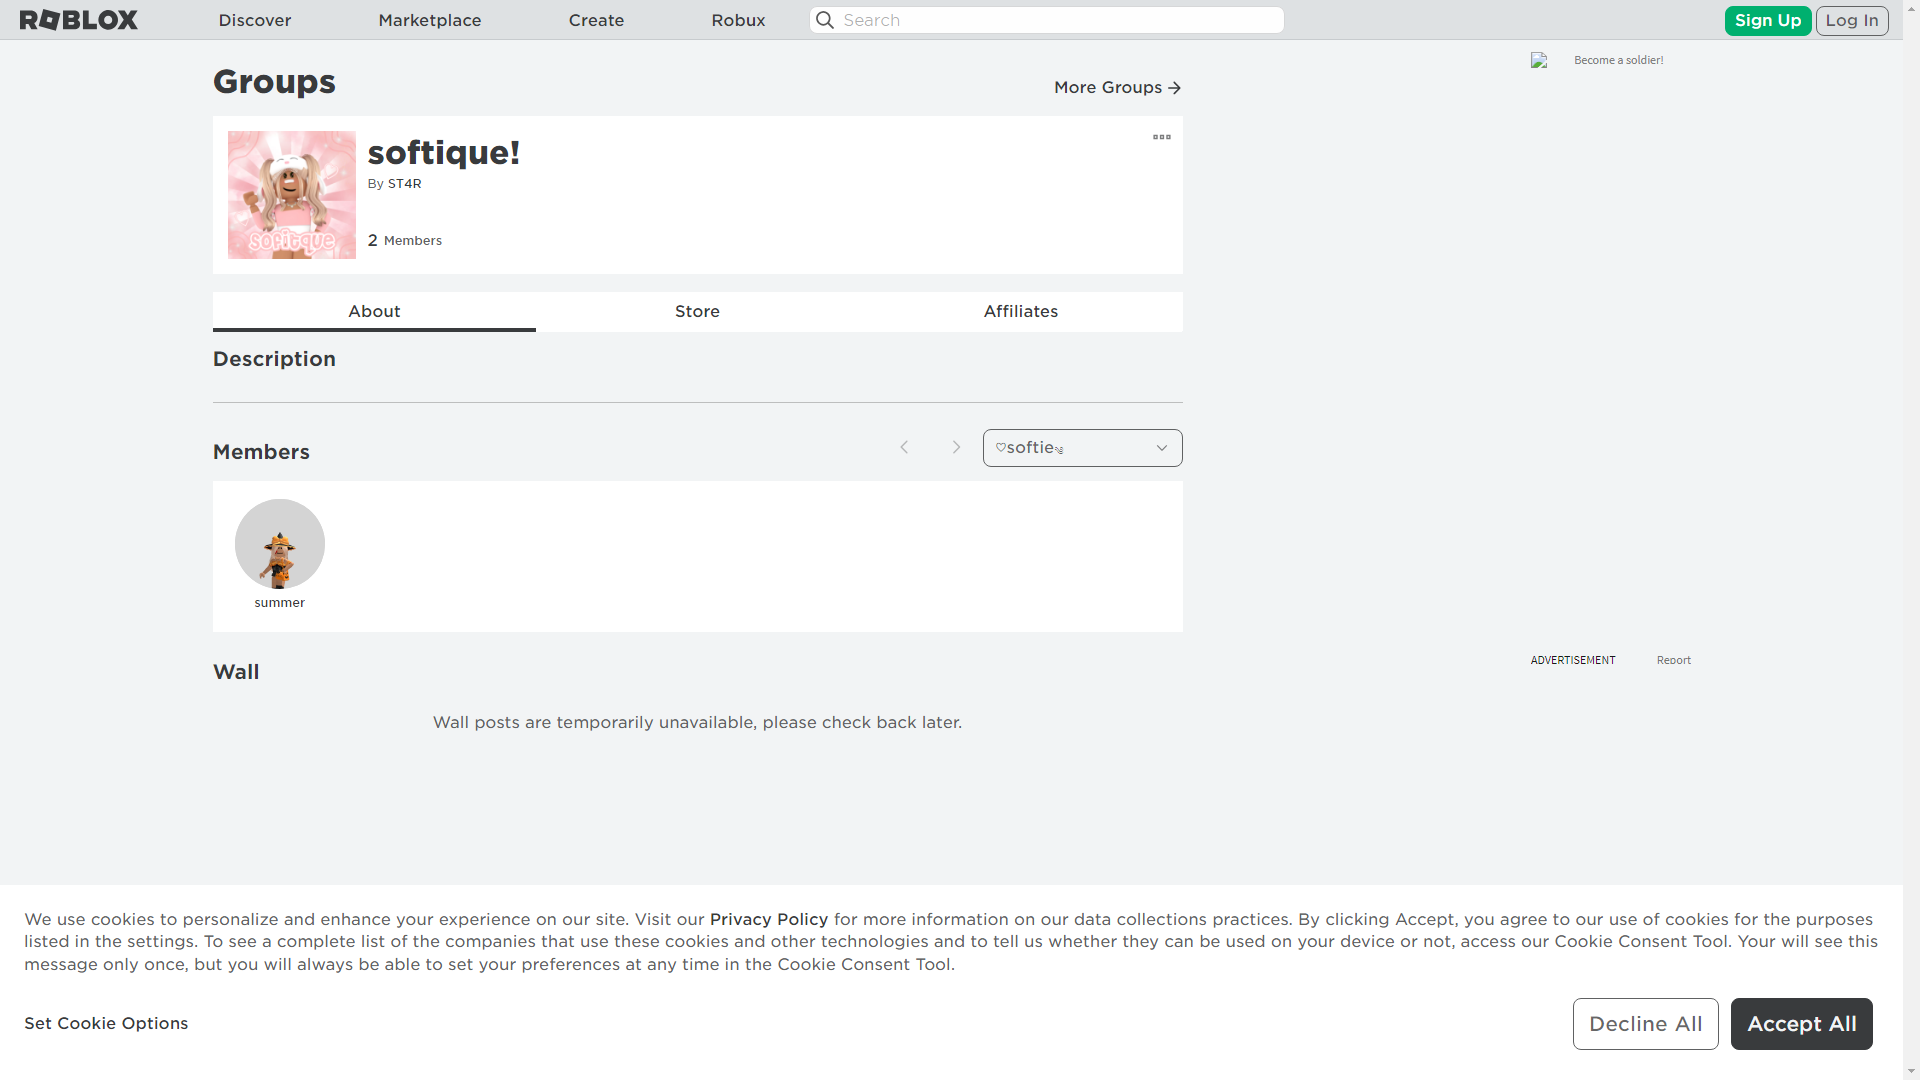 ROBLOX
Discover
Marketplace
Create
Robux
Search
Sign Up
Log In
Become a soldier!
Groups
More Groups
softique!
By ST4R
sofitque
2 Members
About
Store
Affiliates
Description
Members
♡softie༄
summer
ADVERTISEMENT
Report
Wall
Wall posts are temporarily unavailable, please check back later.
We use cookies to personalize and enhance your experience on our site. Visit our Privacy Policy for more information on our data collections practices. By clicking Accept, you agree to our use of cookies for the purposes
listed in the settings. To see a complete list of the companies that use these cookies and other technologies and to tell us whether they can be used on your device or not, access our Cookie Consent Tool. Your will see this
message only once, but you will always be able to set your preferences at any time in the Cookie Consent Tool.
Set Cookie Options
Decline All
Accept All